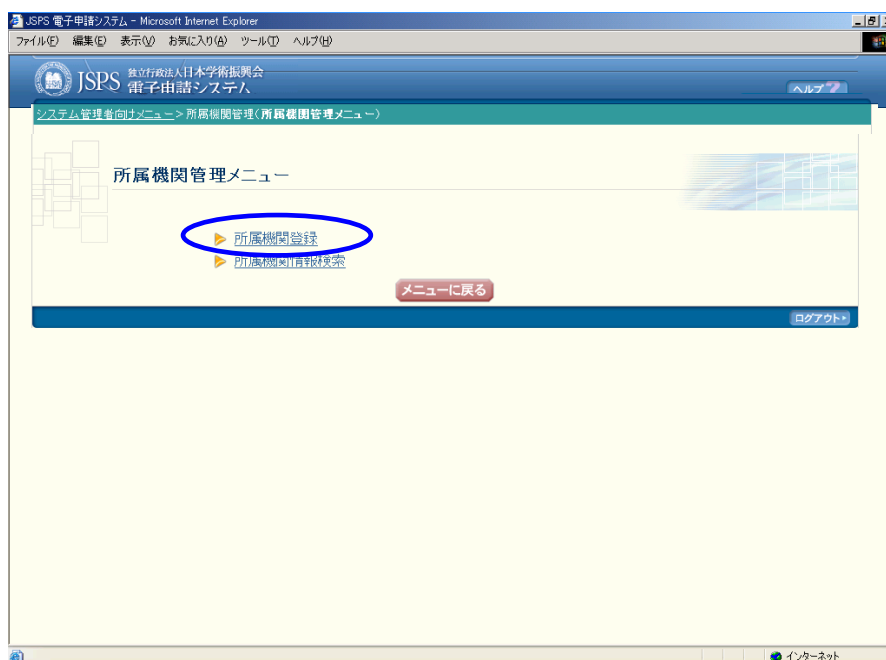 JSPS 電子申請システム - Microsoft Internet Explorer
ファイル(F) 編集(E) 表示(V) お気に入り(A) ツール(T) ヘルプ(H)
JSPS 独立行政法人日本学術振興会
電子申請システム
ヘルプ?
システム管理者向けメニュー>所属機関管理(所属機関管理メニュー)
所属機関管理メニュー
所属機関登録
所属機関情報検索
メニューに戻る
ログアウト
インターネット